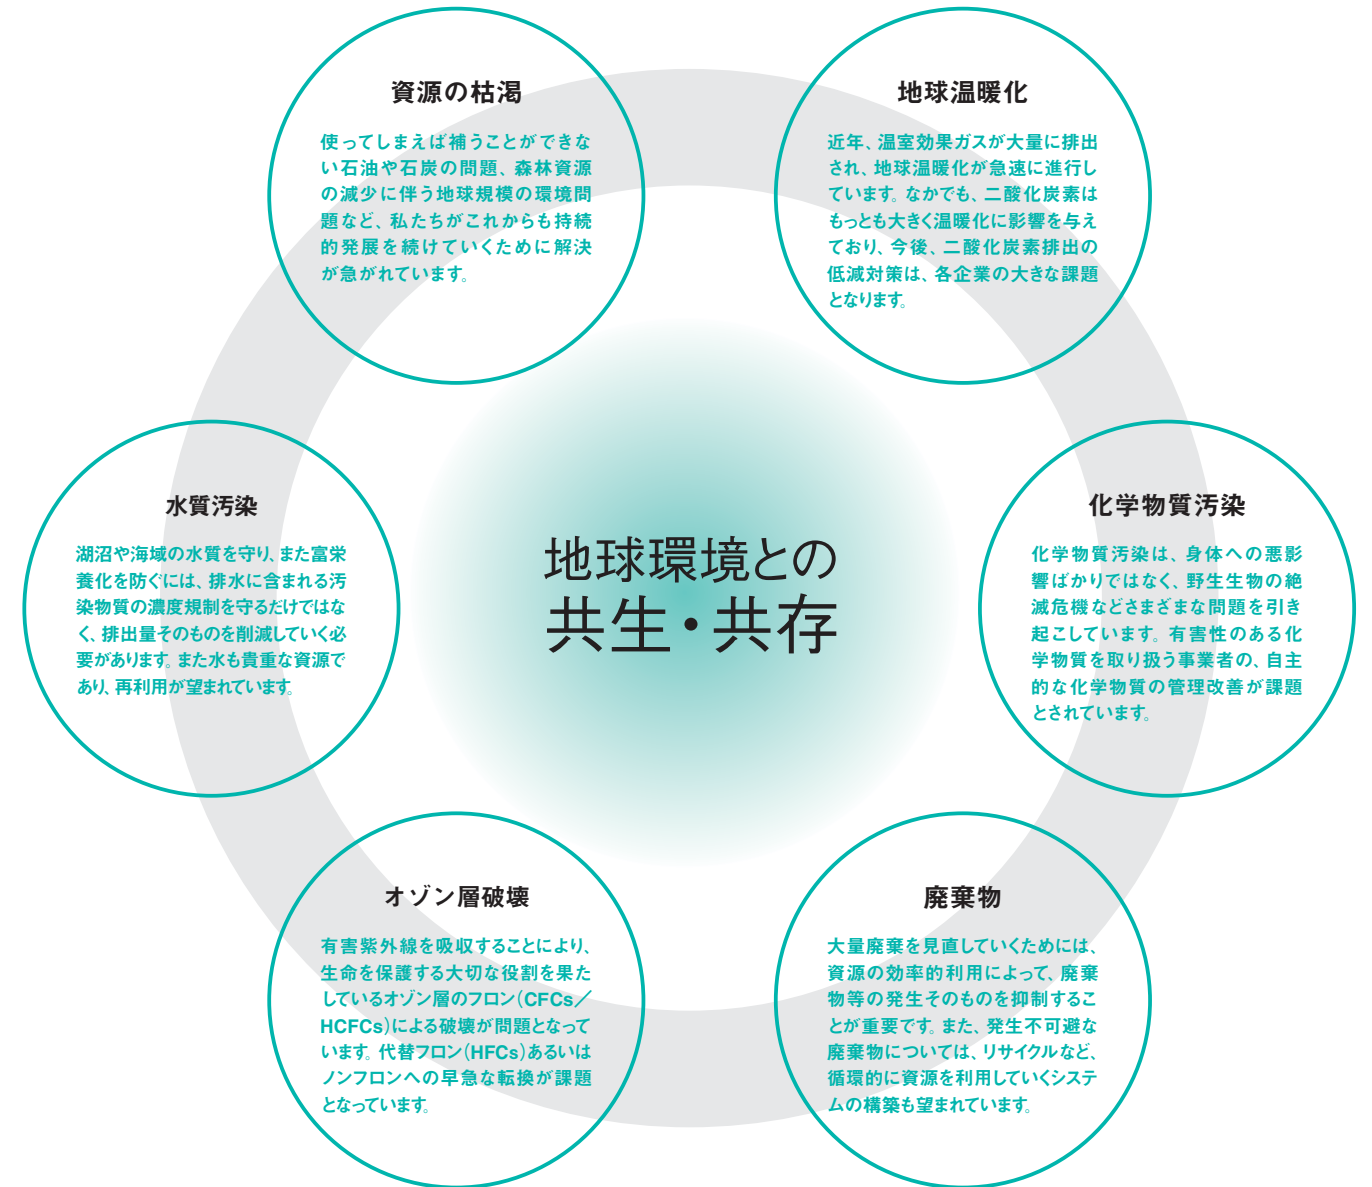 資源の枯渇
使ってしまえば補うことができな
い石油や石炭の問題、森林資源
の減少に伴う地球規模の環境問
題など、私たちがこれからも持続
的発展を続けていくために解決
が急がれています。
地球温暖化
近年、温室効果ガスが大量に排出
され、地球温暖化が急速に進行し
ています。なかでも、二酸化炭素は
もっとも大きく温暖化に影響を与え
ており、今後、二酸化炭素排出の
低減対策は、各企業の大きな課題
となります。
水質汚染
湖沼や海域の水質を守り、また富栄
養化を防ぐには、排水に含まれる汚
染物質の濃度規制を守るだけではな
く、排出量そのものを削減していく必
要があります。また水も貴重な資源で
あり、再利用が望まれています。
地球環境との
共生・共存
化学物質汚染
化学物質汚染は、身体への悪影
響ばかりではなく、野生生物の絶
滅危機などさまざまな問題を引き
起こしています。有害性のある化
学物質を取り扱う事業者の、自主
的な化学物質の管理改善が課題
とされています。
オゾン層破壊
有害紫外線を吸収することにより、
生命を保護する大切な役割を果た
しているオゾン層のフロン（CFCs／
HCFCs）による破壊が問題となって
います。代替フロン（HFCs）あるいは
ノンフロンへの早急な転換が課題
となっています。
廃棄物
大量廃棄を見直していくためには、
資源の効率的利用によって、廃棄
物等の発生そのものを抑制するこ
とが重要です。また、発生不可避な
廃棄物については、リサイクルなど、
循環的に資源を利用していくシステ
ムの構築も望まれています。